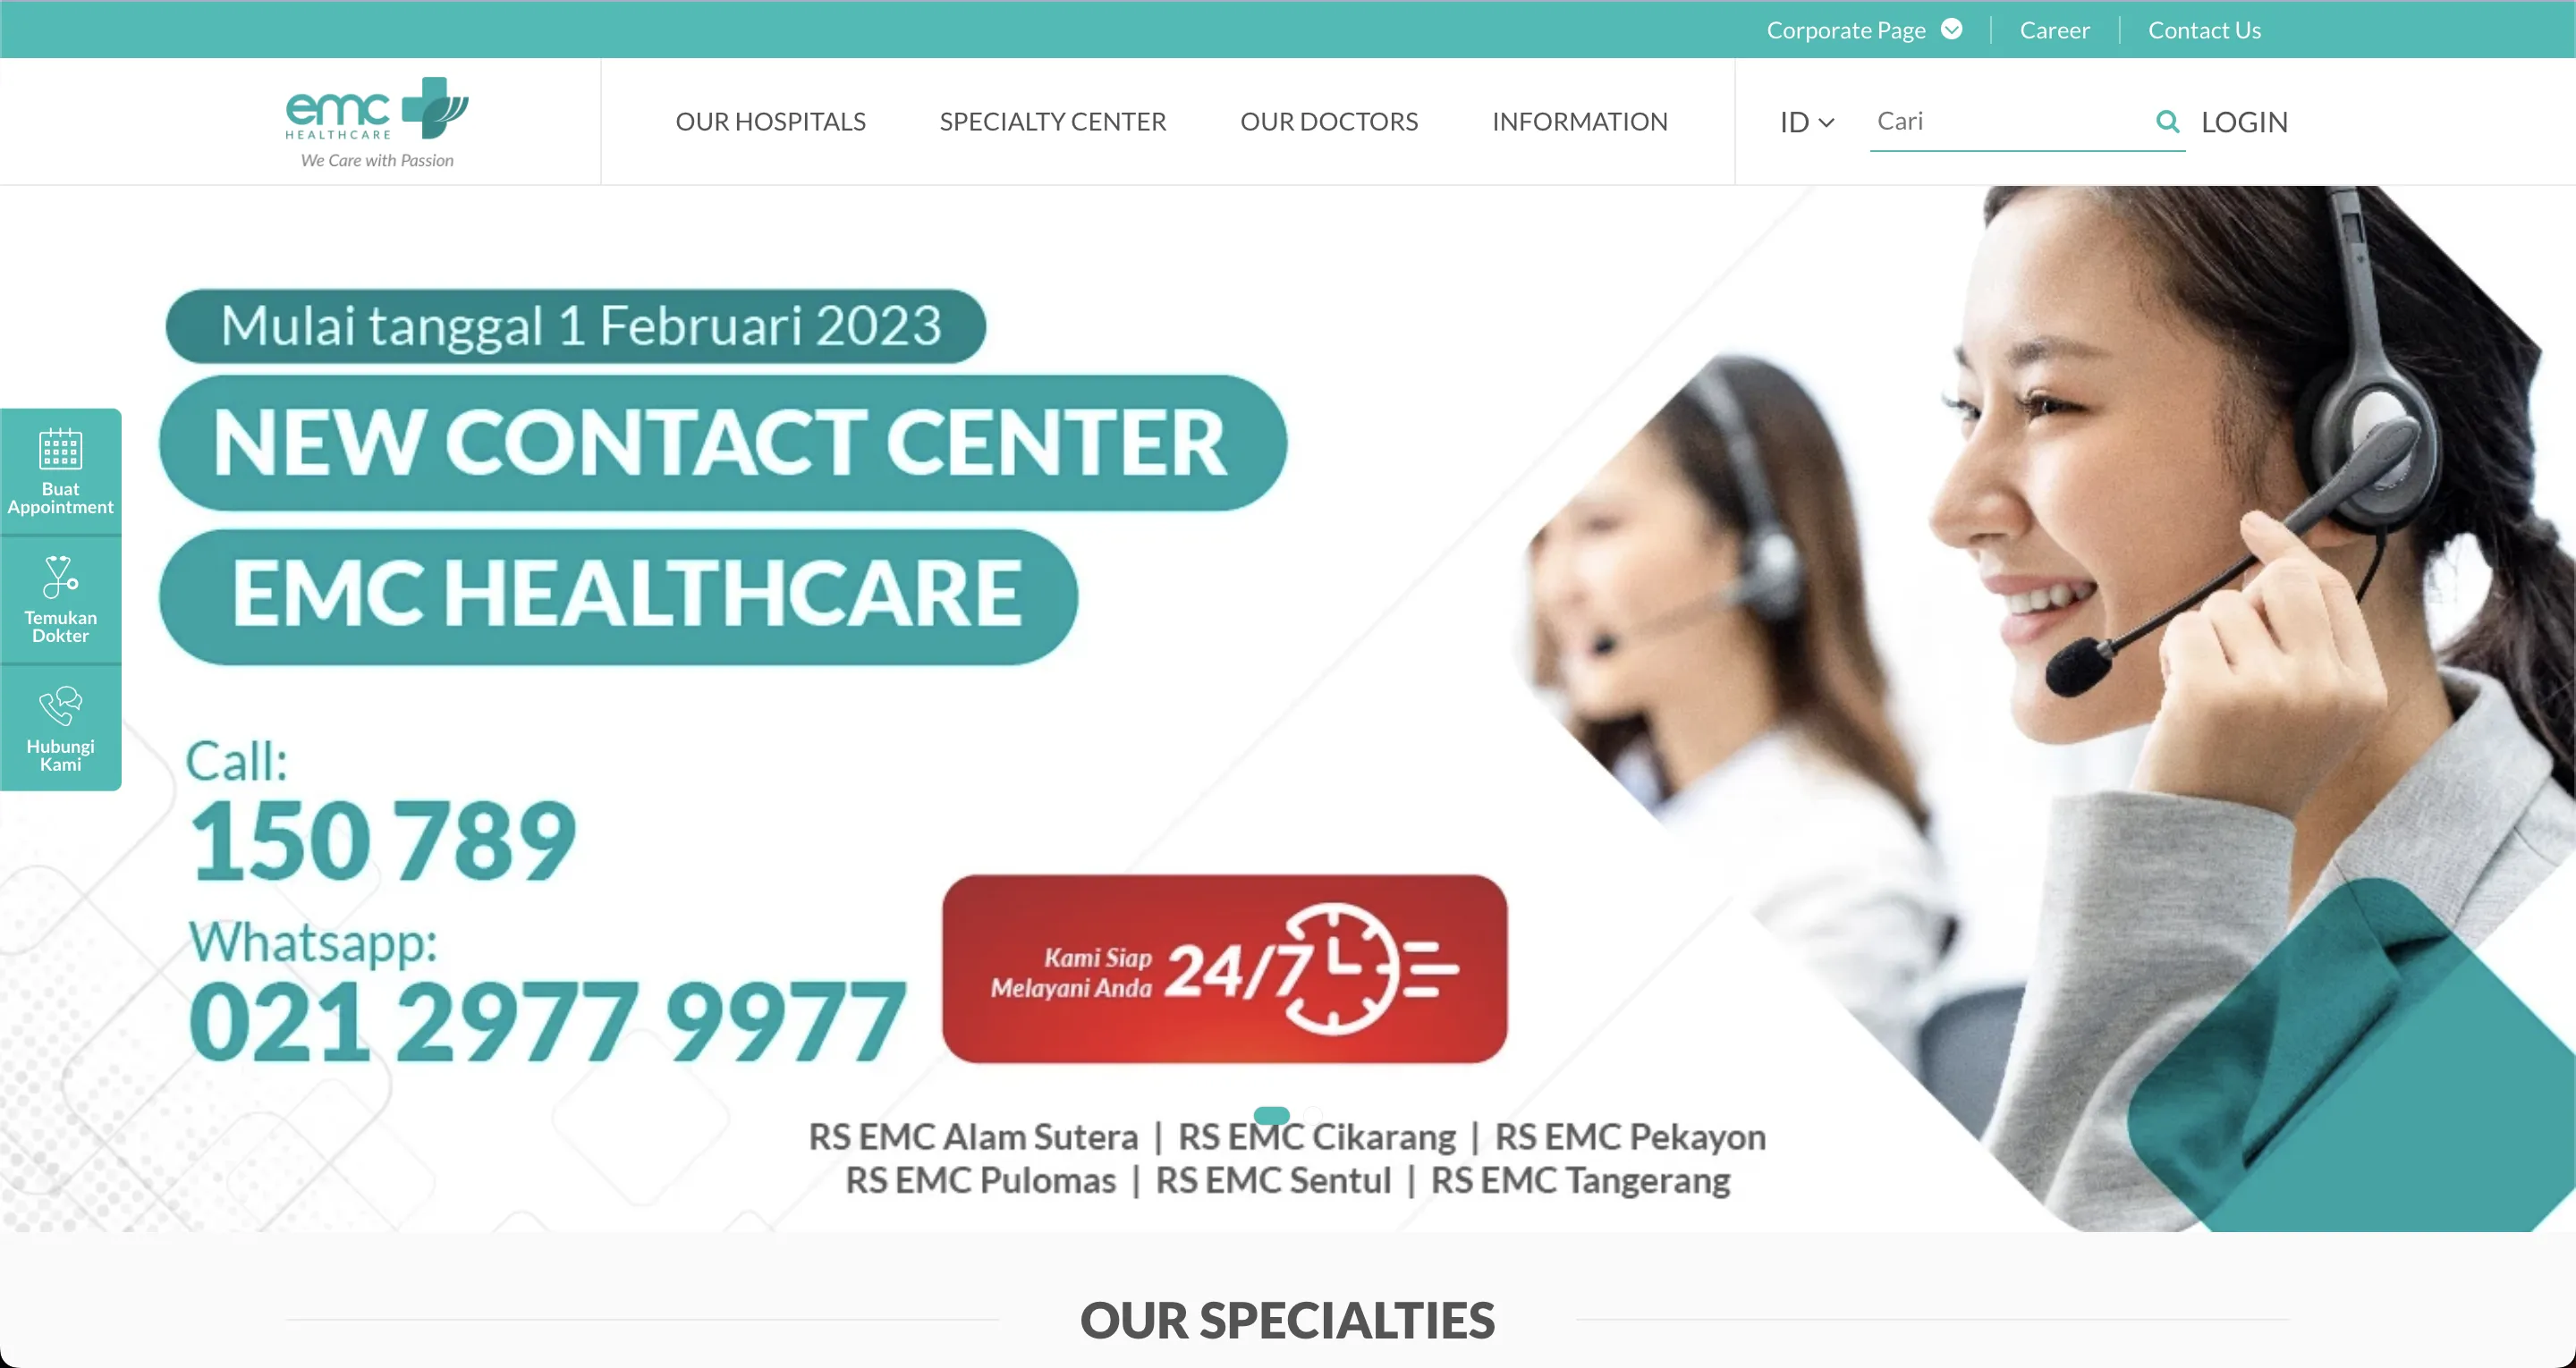 Corporate Page
Career
Contact Us
emc
HEALTHCARE
We Care with Passion
OUR HOSPITALS
SPECIALTY CENTER
OUR DOCTORS
INFORMATION
ID
Cari
LOGIN
Mulai tanggal 1 Februari 2023
NEW CONTACT CENTER
EMC HEALTHCARE
Buat
Appointment
Temukan
Dokter
Hubungi
Kami
Call:
150 789
Whatsapp:
021 2977 9977
Kami Siap
Melayani Anda
24/7
RS EMC Alam Sutera | RS EMC Cikarang | RS EMC Pekayon
RS EMC Pulomas | RS EMC Sentul | RS EMC Tangerang
OUR SPECIALTIES